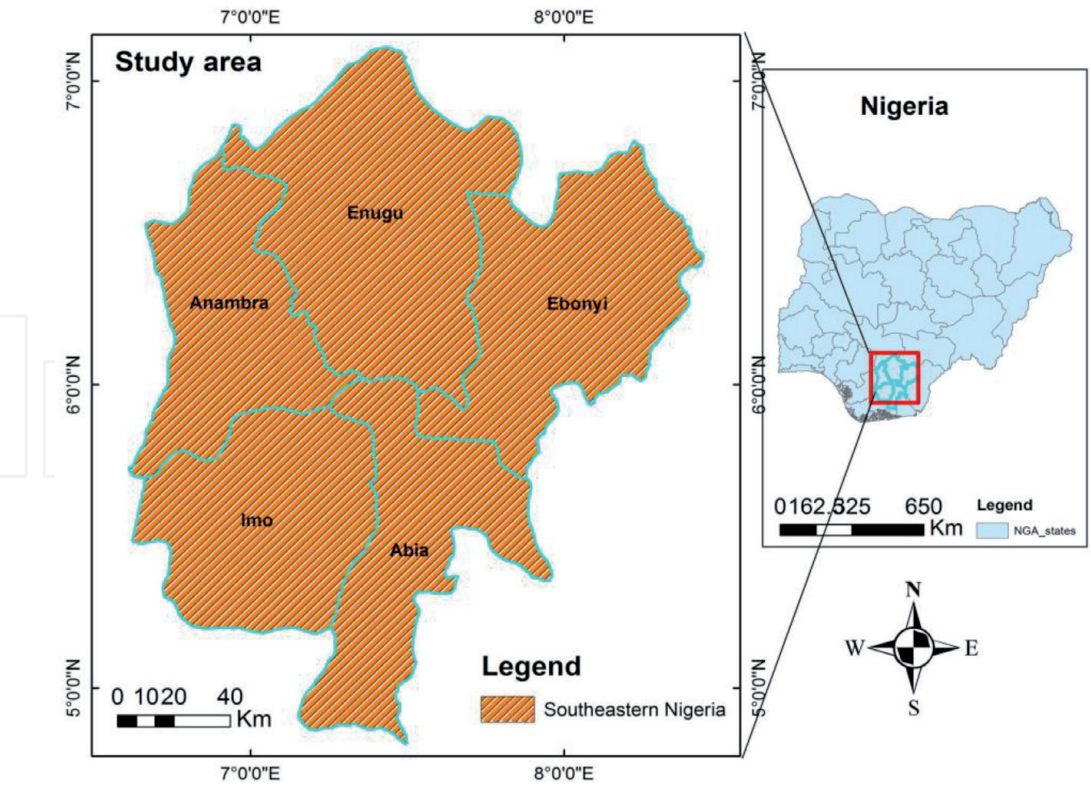 7°0'0"E 8°0'0"E
Study area
7°0'0"N
7°0'0"N
Nigeria
Enugu
Anambra
Ebonyi
6°0'0"N
6°0'0"N
Imo
Abia
0 162.5 325 650
Km
Legend
NGA_states
N
W E
S
Legend
Southeastern Nigeria
5°0'0"N
5°0'0"N
0 10 20 40
Km
7°0'0"E 8°0'0"E